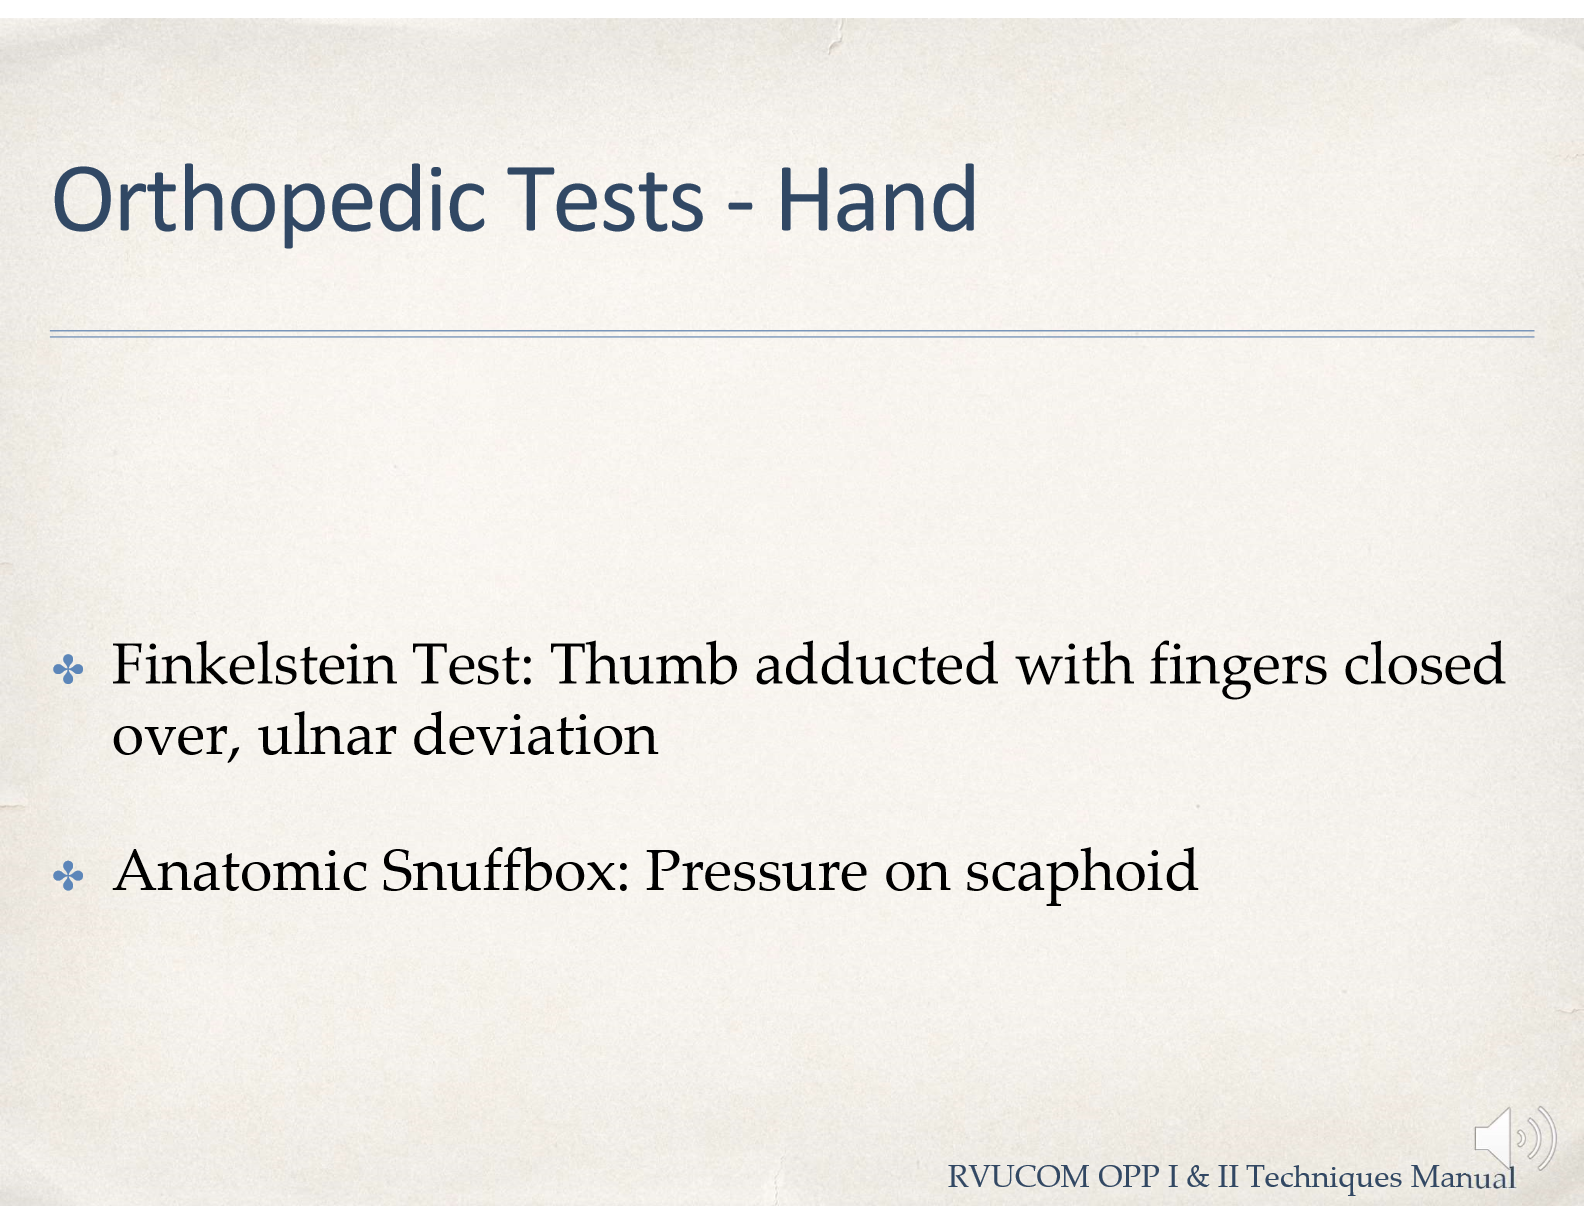 Orthopedic Tests - Hand
Finkelstein Test: Thumb adducted with fingers closed
over, ulnar deviation
Anatomic Snuffbox: Pressure on scaphoid
RVUCOM OPP I & II Techniques Manual